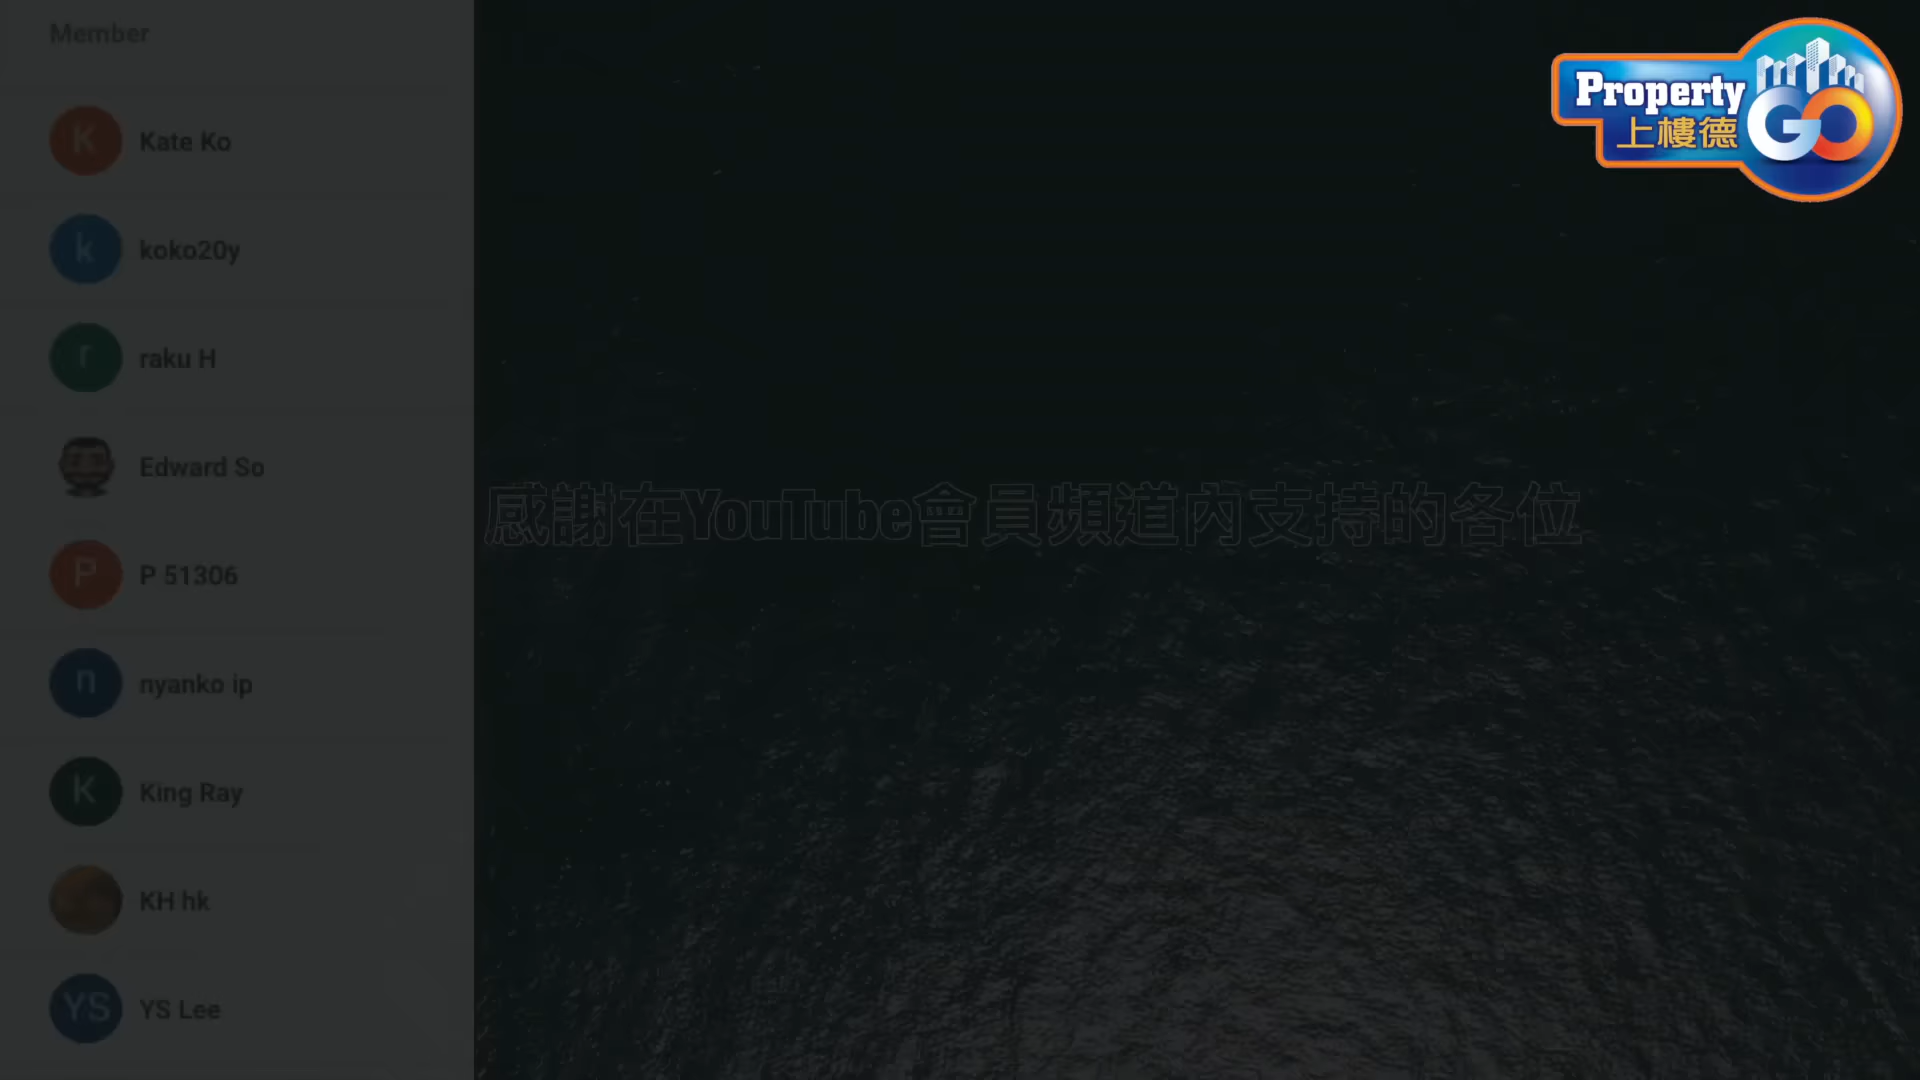 Member
K Kate Ko
k koko20y
r raku H
Edward So
P P 51306
n nyanko ip
K King Ray
KH hk
YS YS Lee
感謝在YouTube會員頻道內支持的各位
Property
上樓德
GO